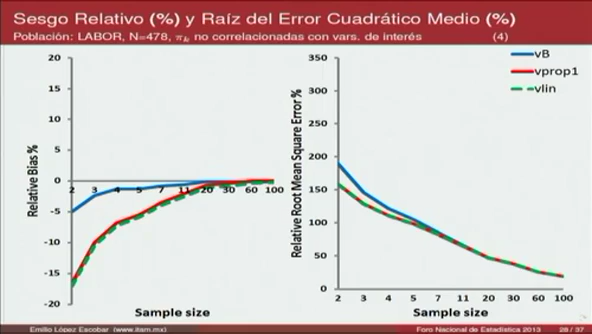 Sesgo Relativo (%) y Raíz del Error Cuadrático Medio (%)
Población: LABOR, N=478, πk no correlacionadas con vars. de interés (4)
Relative Bias %
20
15
10
5
0
-5
-10
-15
-20
2 3 4 5 7 11 20 30 60 100
Sample size
vB
vprop1
vlin
Relative Root Mean Square Error %
350
300
250
200
150
100
50
0
2 3 4 5 7 11 20 30 60 100
Sample size
Emilio López Escobar (www.itam.mx) Foro Nacional de Estadística 2013 28 / 37